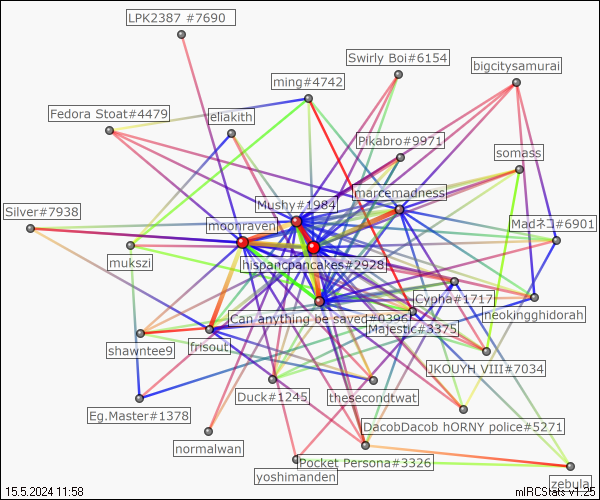 LPK2387 #7690
Swirly Boi#6154
bigcitysamurai
ming#4742
Fedora Stoat#4479
eliakith
Pikabro#9971
somass
marcemadness
Mushy#1984
Silver#7938
moonraven
Madネコ#6901
mukszi
hispancpancakes#2928
Cypha#1717
neokingghidorah
Can anything be saved#0396
Majestic#3375
shawntee9
frisout
JKOUYH VIII#7034
Duck#1245
thesecondtwat
Eg.Master#1378
DacobDacob hORNY police#5271
normalwan
Pocket Persona#3326
yoshimanden
zebula
15.5.2024 11:58
mIRCStats v1.25